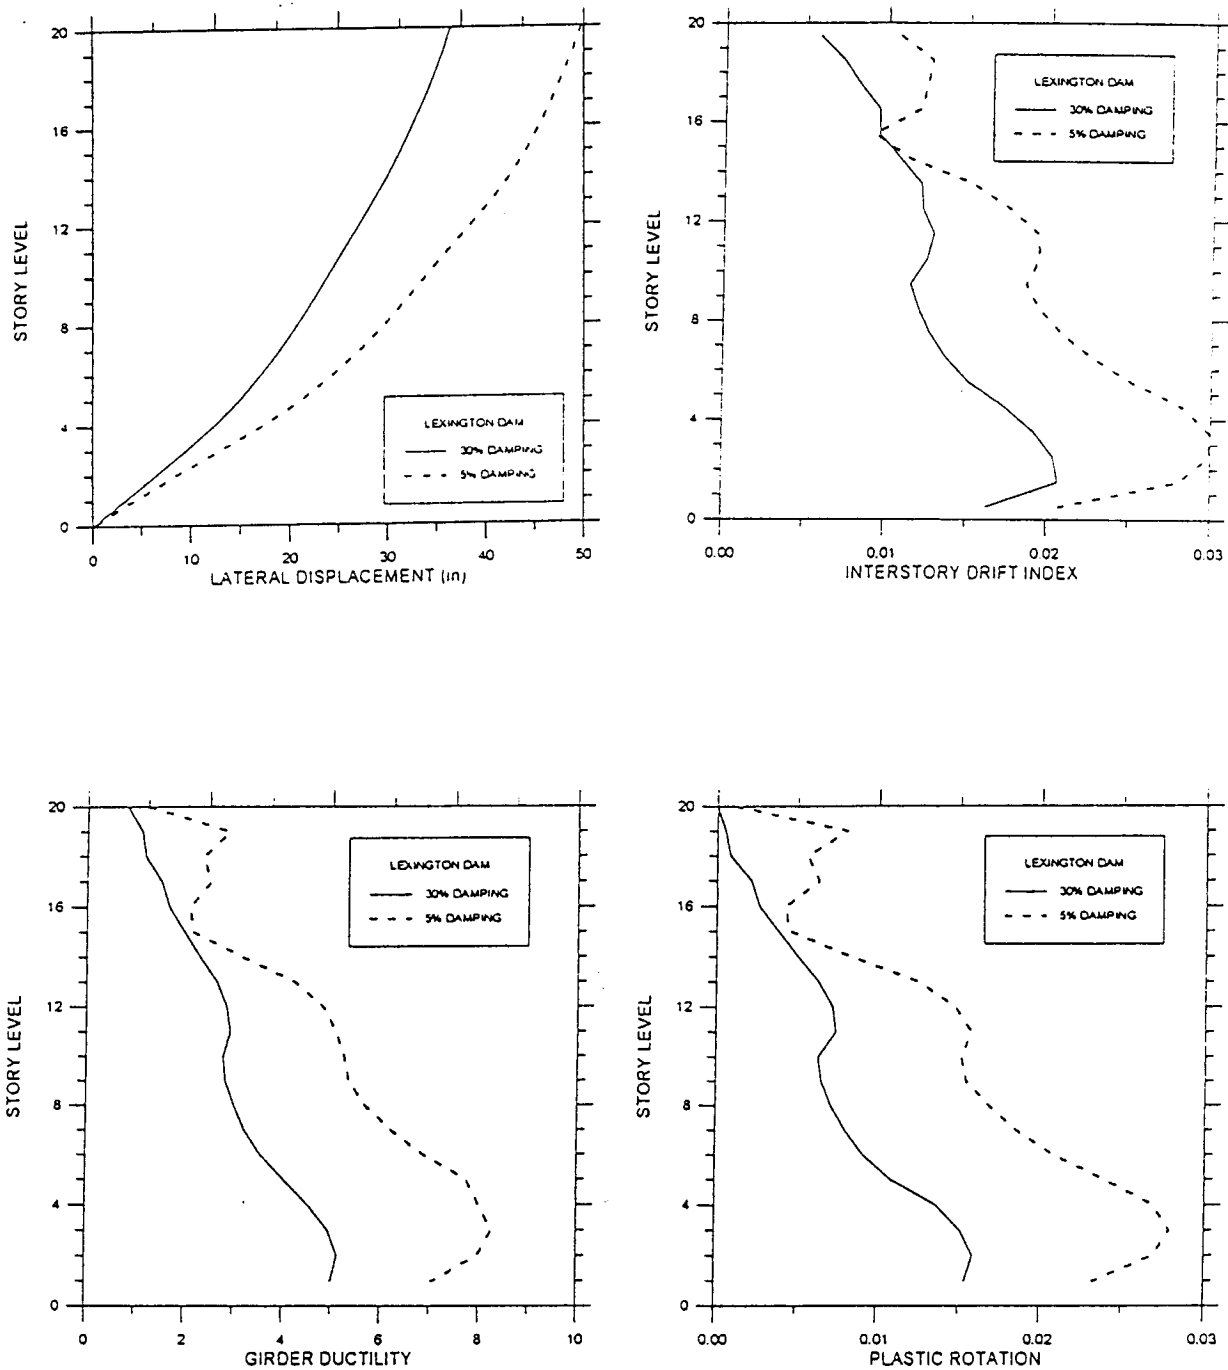 20
16
12
8
4
0
STORY LEVEL
LEXINGTON DAM
30% DAMPING
5% DAMPING
0 10 20 30 40 50
LATERAL DISPLACEMENT (in)
20
16
12
8
4
0
STORY LEVEL
LEXINGTON DAM
30% DAMPING
5% DAMPING
0.00 0.01 0.02 0.03
INTERSTORY DRIFT INDEX
20
16
12
8
4
0
STORY LEVEL
LEXINGTON DAM
30% DAMPING
5% DAMPING
0 2 4 6 8 10
GIRDER DUCTILITY
20
16
12
8
4
0
STORY LEVEL
LEXINGTON DAM
30% DAMPING
5% DAMPING
0.00 0.01 0.02 0.03
PLASTIC ROTATION